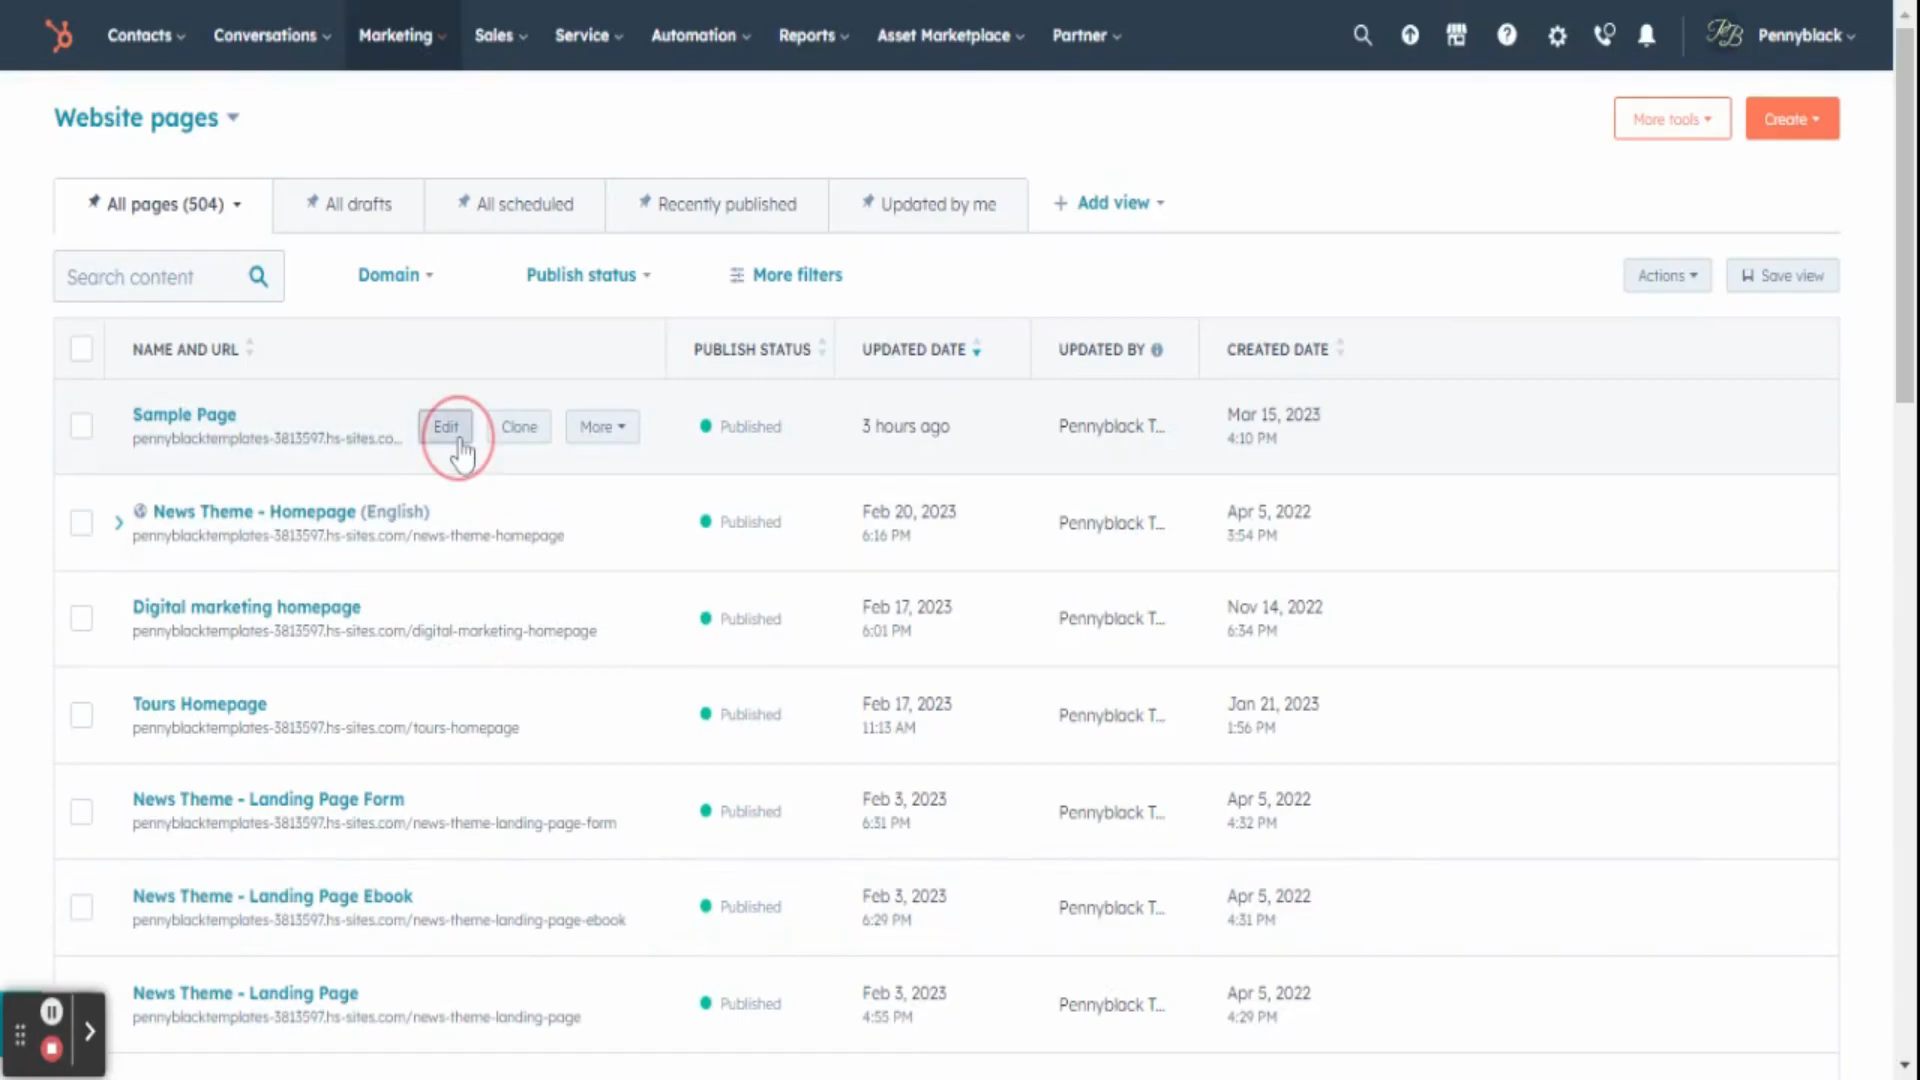 Contacts Conversations Marketing Sales Service Automation Reports Asset Marketplace Partner Pennyblack
Website pages
More tools Create
All pages (504) All drafts All scheduled Recently published Updated by me + Add view
Search content Domain Publish status More filters Actions Save view
NAME AND URL PUBLISH STATUS UPDATED DATE UPDATED BY CREATED DATE
Sample Page
pennyblacktemplates-3813597.hs-sites.co...
Edit Clone More Published 3 hours ago Pennyblack T... Mar 15, 2023
4:10 PM
News Theme - Homepage (English)
pennyblacktemplates-3813597.hs-sites.com/news-theme-homepage
Published Feb 20, 2023
6:16 PM
Pennyblack T... Apr 5, 2022
3:54 PM
Digital marketing homepage
pennyblacktemplates-3813597.hs-sites.com/digital-marketing-homepage
Published Feb 17, 2023
6:01 PM
Pennyblack T... Nov 14, 2022
6:34 PM
Tours Homepage
pennyblacktemplates-3813597.hs-sites.com/tours-homepage
Published Feb 17, 2023
11:13 AM
Pennyblack T... Jan 21, 2023
1:56 PM
News Theme - Landing Page Form
pennyblacktemplates-3813597.hs-sites.com/news-theme-landing-page-form
Published Feb 3, 2023
6:31 PM
Pennyblack T... Apr 5, 2022
4:32 PM
News Theme - Landing Page Ebook
pennyblacktemplates-3813597.hs-sites.com/news-theme-landing-page-ebook
Published Feb 3, 2023
6:29 PM
Pennyblack T... Apr 5, 2022
4:31 PM
News Theme - Landing Page
pennyblacktemplates-3813597.hs-sites.com/news-theme-landing-page
Published Feb 3, 2023
4:55 PM
Pennyblack T... Apr 5, 2022
4:29 PM